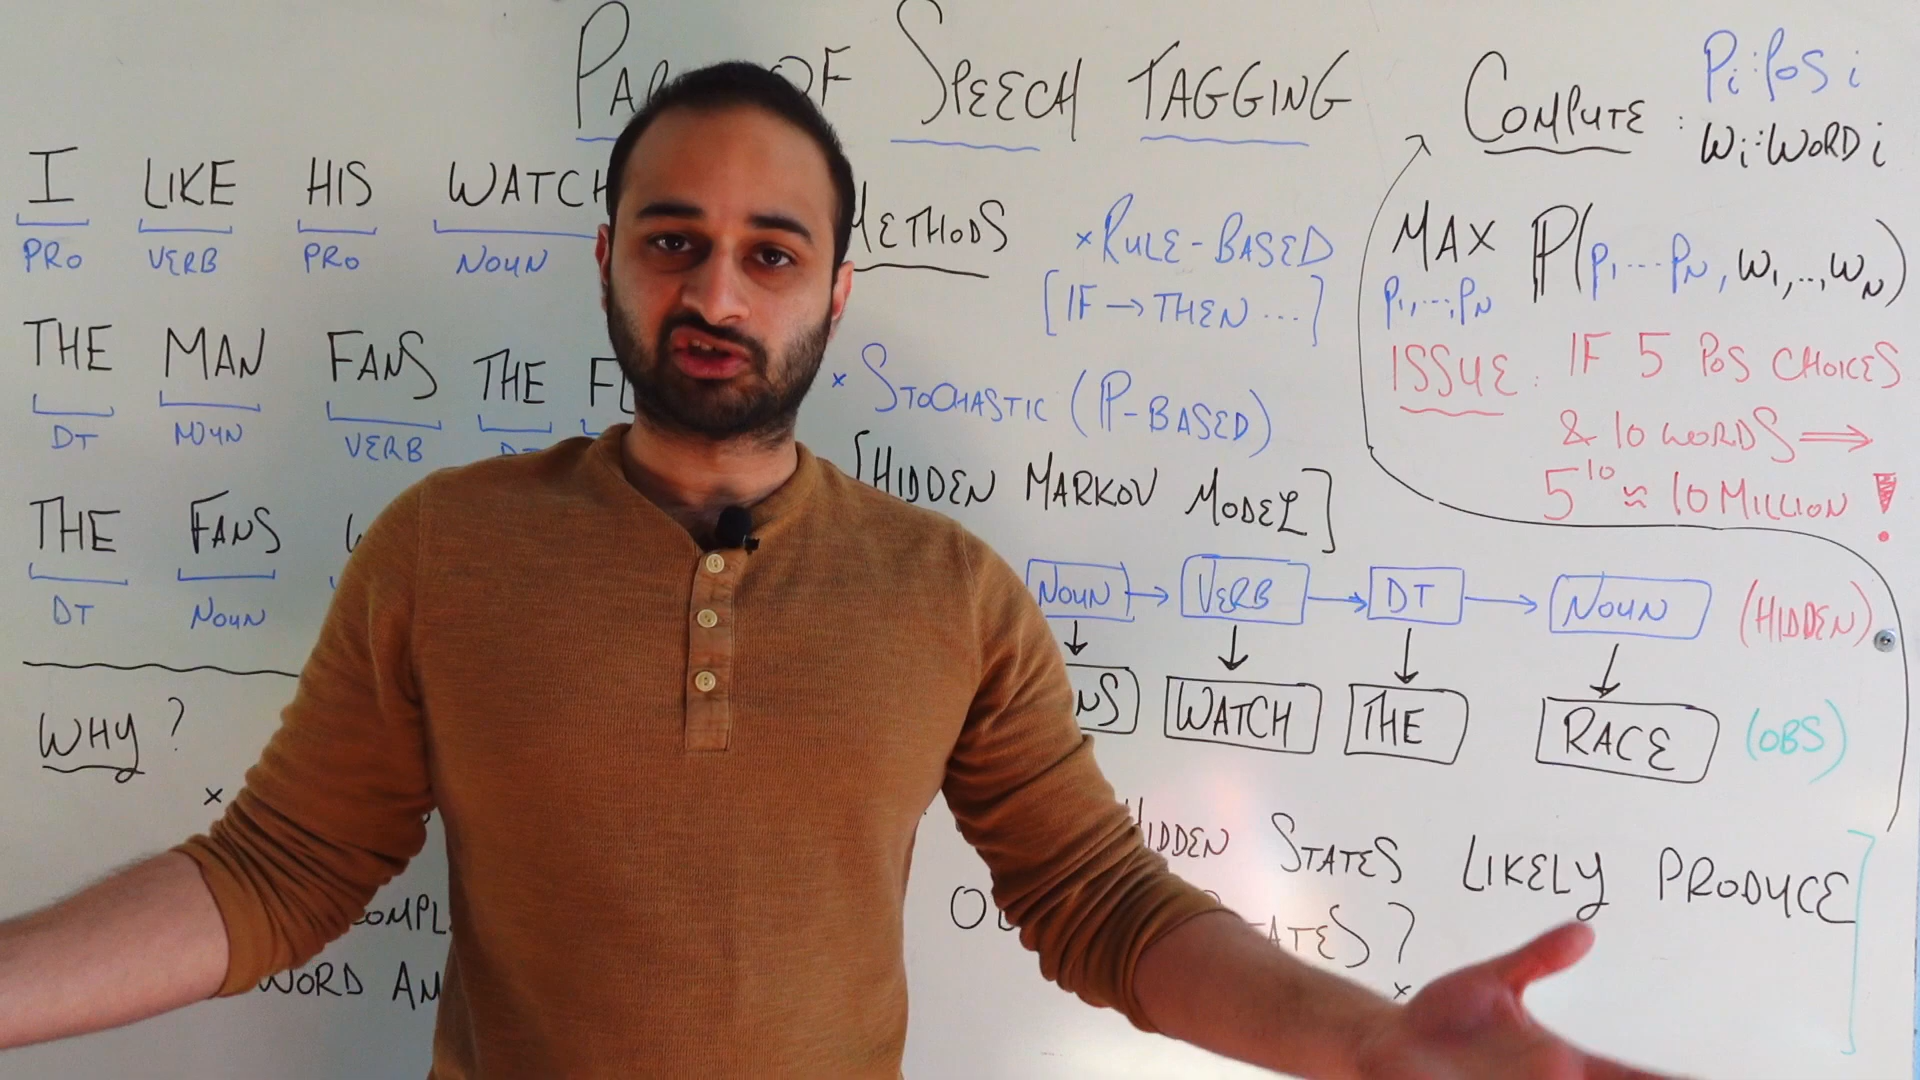 OF SPEECH TAGGING
I LIKE HIS WATCH
PRO VERB PRO NOUN
THE MAN FANS THE
DT NOUN VERB
THE FANS
DT NOUN
WHY?
×
WORD
METHODS
× RULE-BASED
[IF → THEN ...]
× STOCHASTIC (P-BASED)
[HIDDEN MARKOV MODEL]
NOUN → VERB → DT → NOUN (HIDDEN)
WATCH THE RACE (OBS)
HIDDEN STATES LIKELY PRODUCE
?
×
COMPUTE : Pi: POS i
Wi: WORD i
MAX P(P1 ... PN, W1, .., WN)
P1, ..., PN
ISSUE: IF 5 POS CHOICES
& 10 WORDS ⟹
5^10 ≈ 10 MILLION !